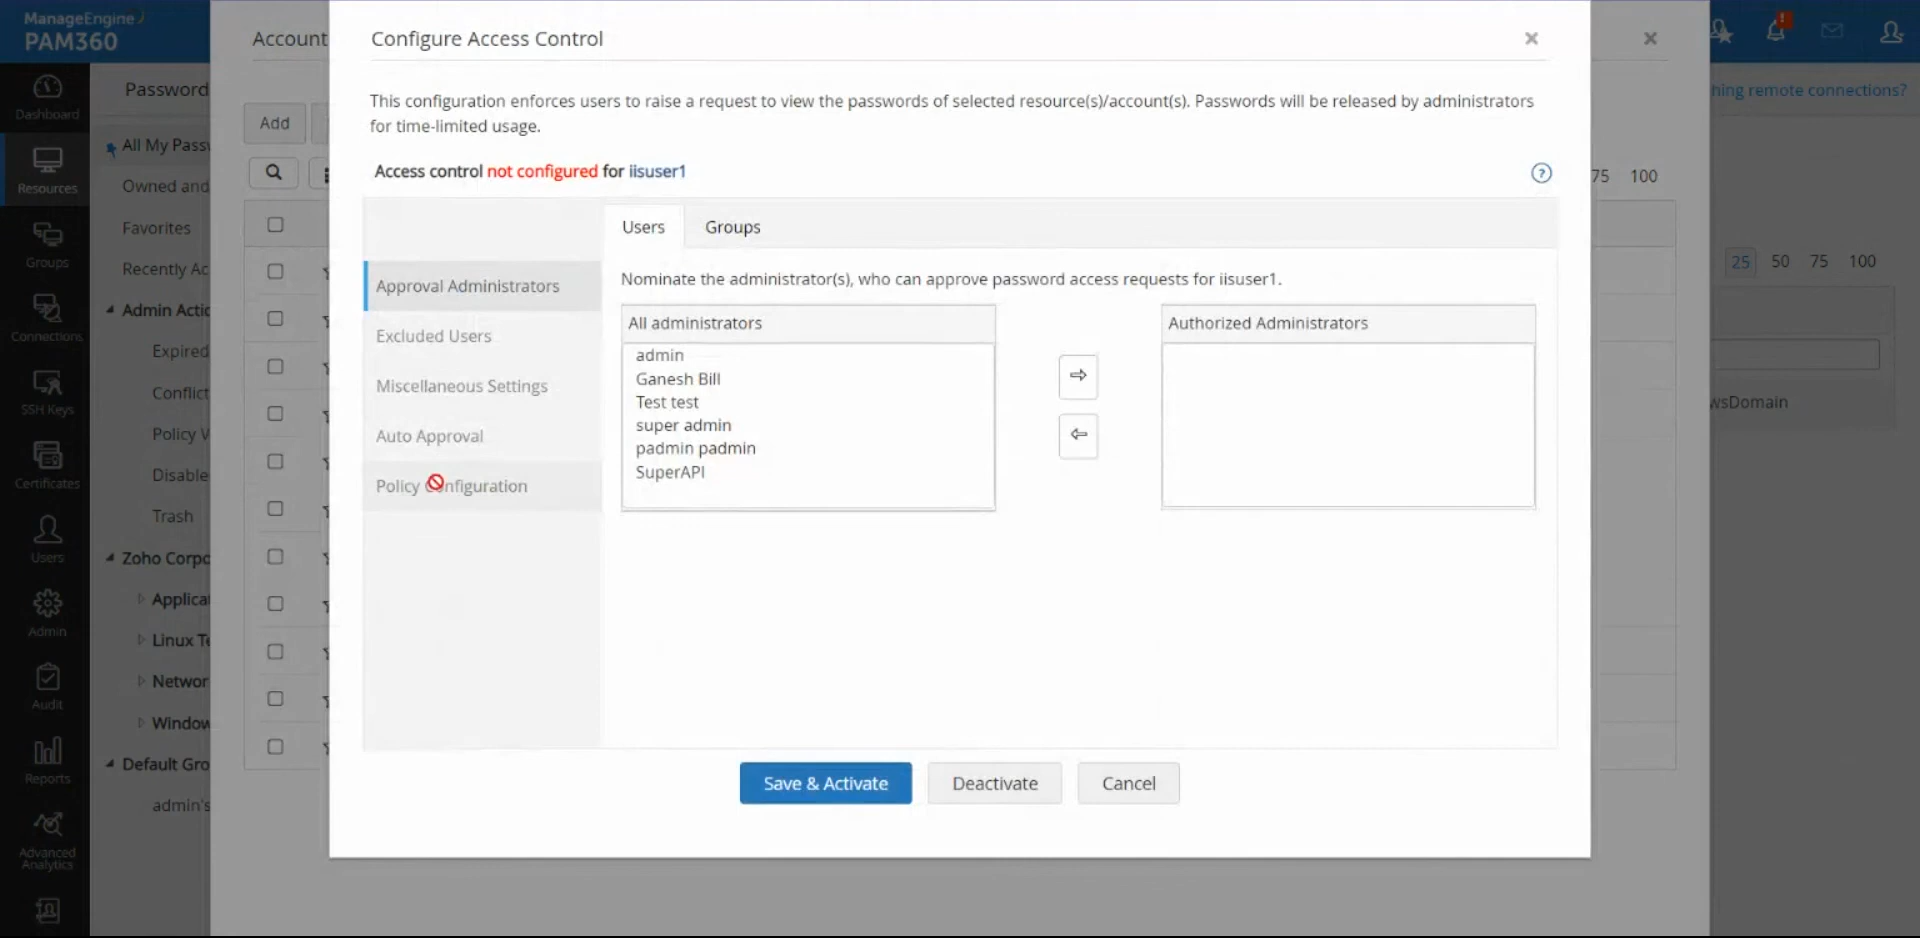 ManageEngine
PAM360
Dashboard
Resources
Groups
Connections
SSH Keys
Certificates
Users
Admin
Audit
Reports
Advanced
Analytics
Password
All My Passw
Owned and
Favorites
Recently Ac
Admin Actio
Expired
Conflict
Policy V
Disable
Trash
Zoho Corpo
Applicat
Linux Te
Networ
Window
Default Gro
admin's
Account
Add
Configure Access Control
This configuration enforces users to raise a request to view the passwords of selected resource(s)/account(s). Passwords will be released by administrators
for time-limited usage.
Access control not configured for iisuser1
?
Approval Administrators
Excluded Users
Miscellaneous Settings
Auto Approval
Policy Configuration
Users Groups
Nominate the administrator(s), who can approve password access requests for iisuser1.
All administrators
admin
Ganesh Bill
Test test
super admin
padmin padmin
SuperAPI
Authorized Administrators
Save & Activate Deactivate Cancel
75 100
ning remote connections?
25 50 75 100
wsDomain